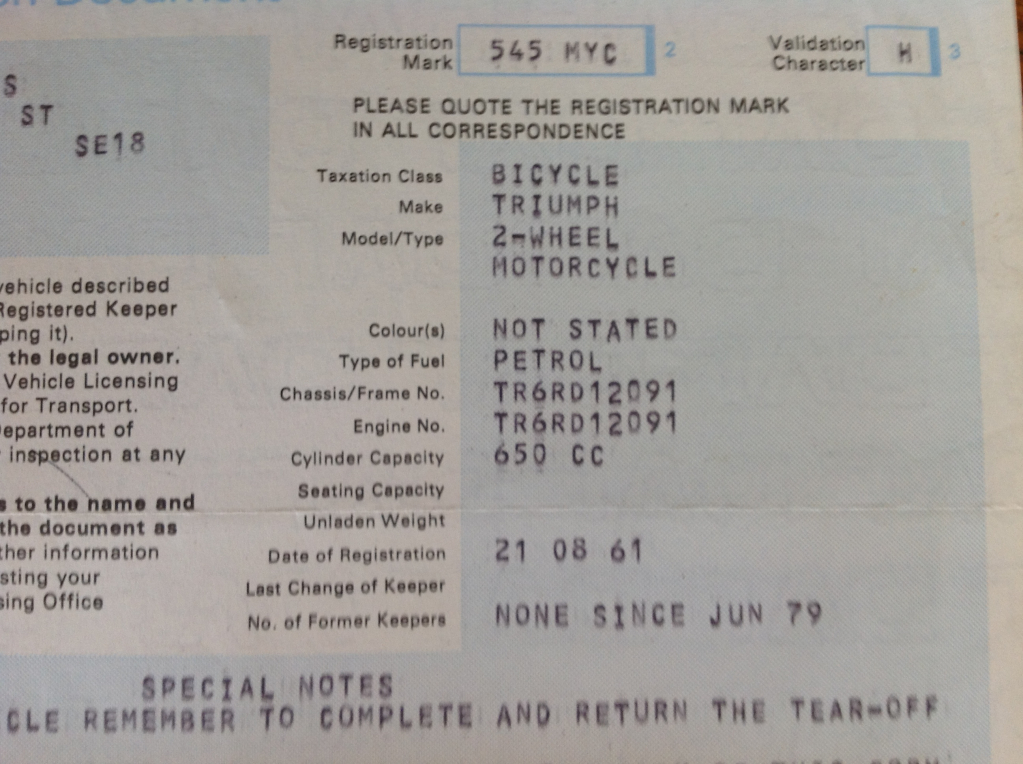 Document
Registration Mark 545 MYC 2
Validation Character H 3
S
ST
SE18
PLEASE QUOTE THE REGISTRATION MARK
IN ALL CORRESPONDENCE
Taxation Class BICYCLE
Make TRIUMPH
Model/Type 2-WHEEL
MOTORCYCLE
Colour(s) NOT STATED
Type of Fuel PETROL
Chassis/Frame No. TR6RD12091
Engine No. TR6RD12091
Cylinder Capacity 650 CC
Seating Capacity
Unladen Weight
Date of Registration 21 08 61
Last Change of Keeper
No. of Former Keepers NONE SINCE JUN 79
vehicle described
Registered Keeper
ping it).
the legal owner.
Vehicle Licensing
for Transport.
epartment of
inspection at any
s to the name and
the document as
ther information
sting your
sing Office
SPECIAL NOTES
CLE REMEMBER TO COMPLETE AND RETURN THE TEAR-OFF